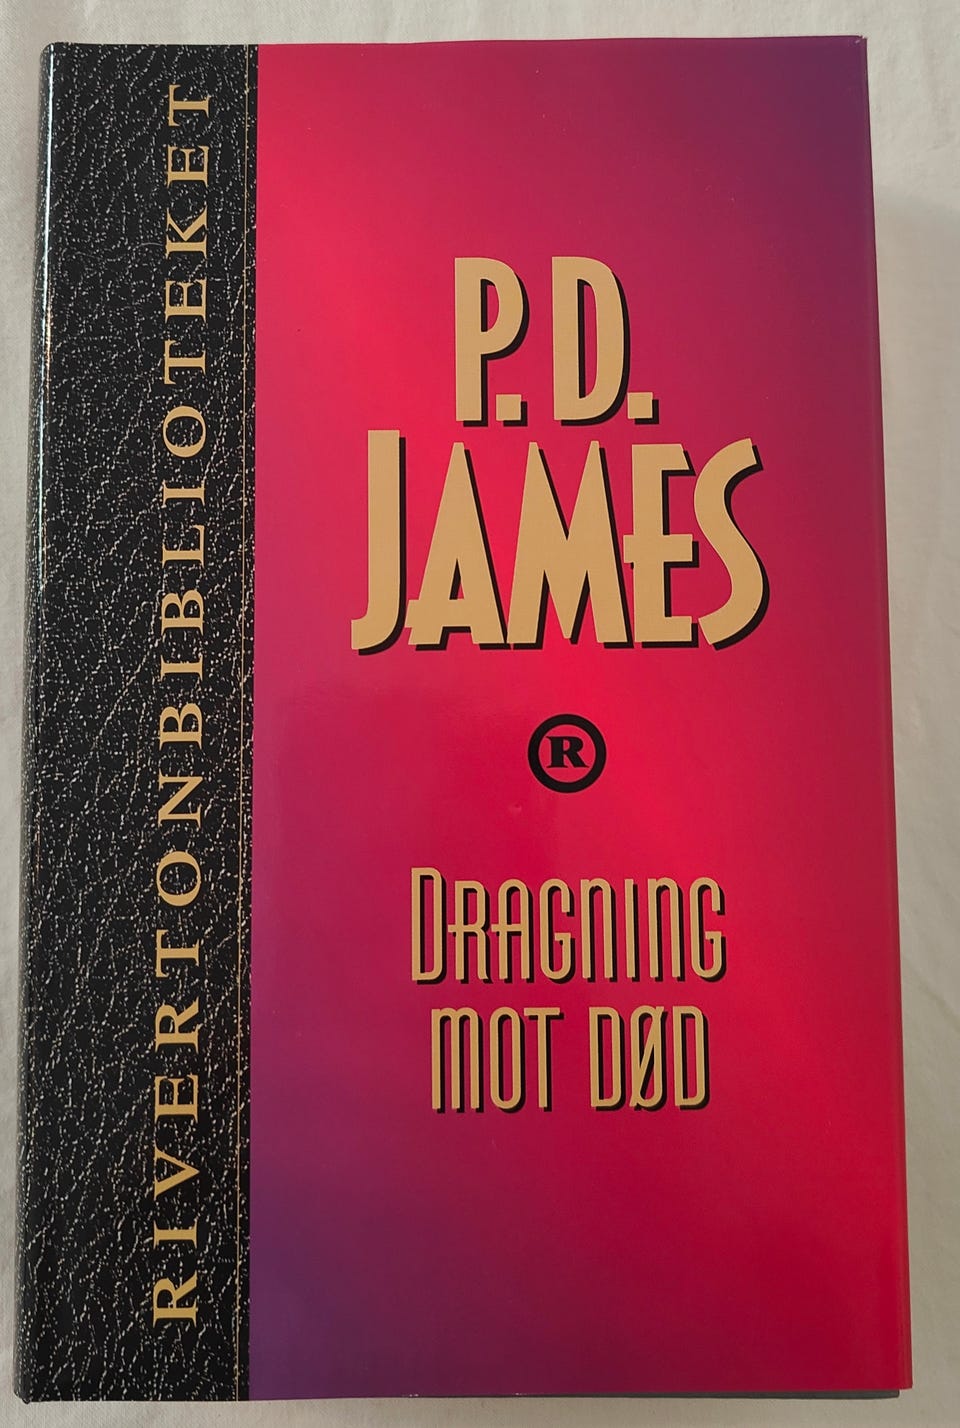 RIVERTONBIBLIOTEKET
P.D.
JAMES
R
DRAGNING
MOT DØD